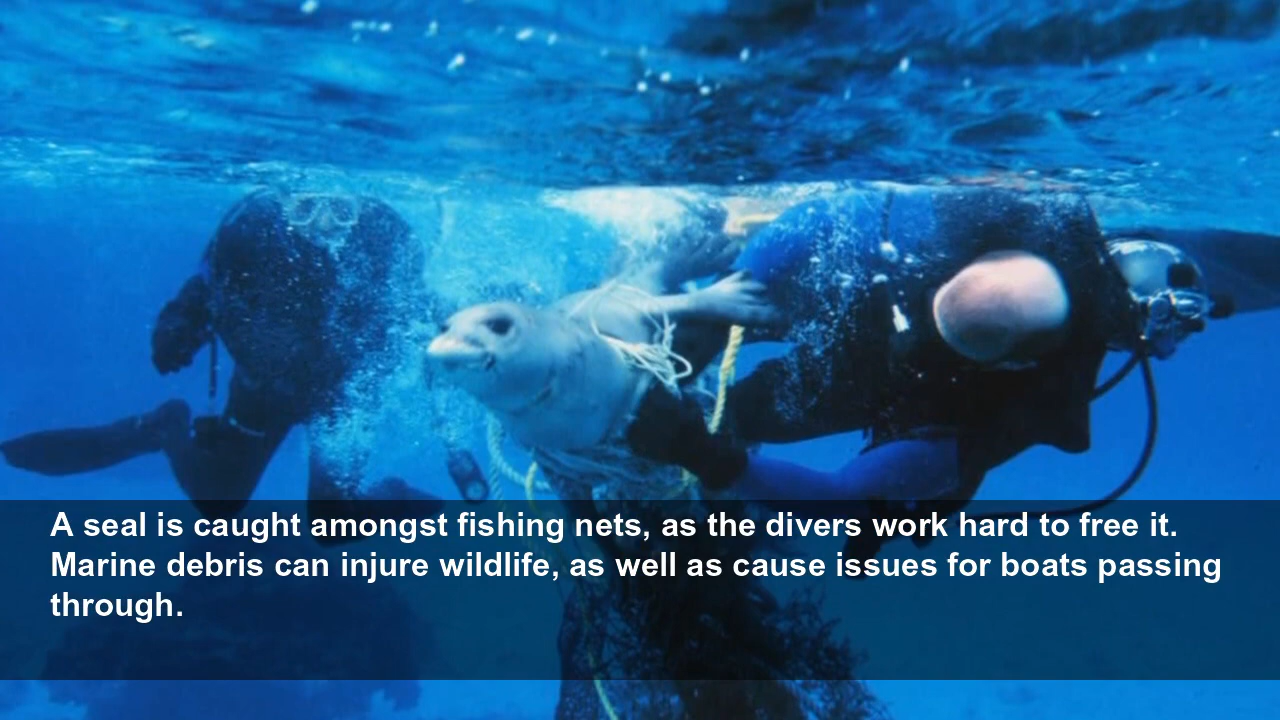 A seal is caught amongst fishing nets, as the divers work hard to free it.
Marine debris can injure wildlife, as well as cause issues for boats passing
through.